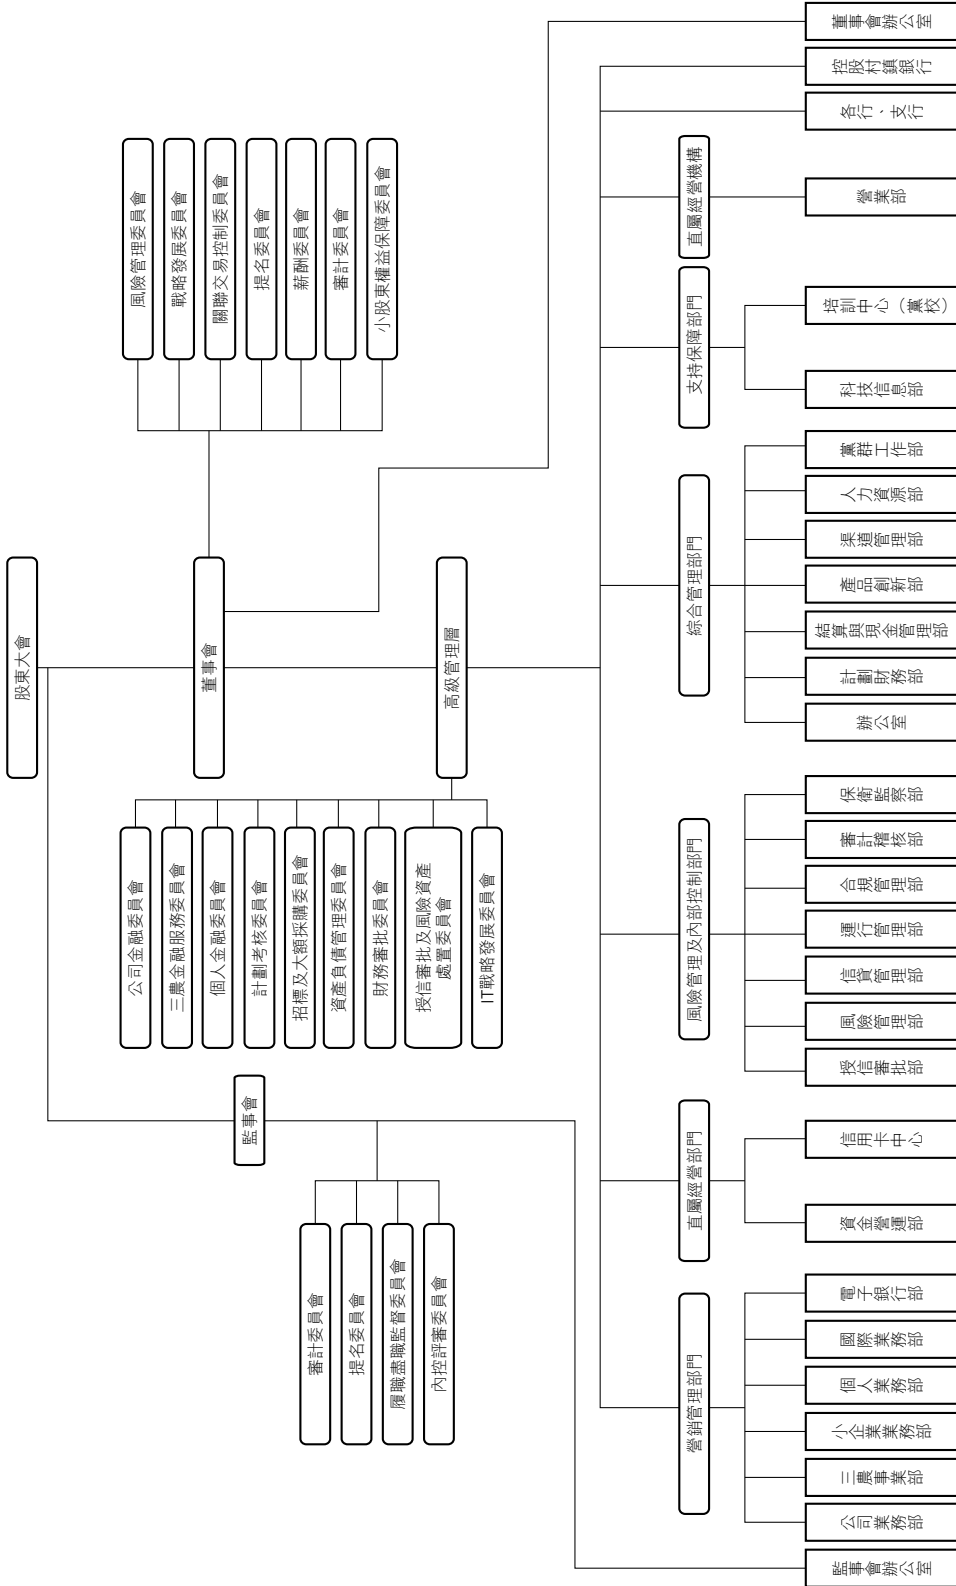 股東大會
監事會
董事會
高級管理層
審計委員會
提名委員會
履職盡職監督委員會
內控評審委員會
公司金融委員會
三農金融服務委員會
個人金融委員會
計劃考核委員會
招標及大額採購委員會
資產負債管理委員會
財務審批委員會
授信審批及風險資產
處置委員會
IT戰略發展委員會
風險管理委員會
戰略發展委員會
關聯交易控制委員會
提名委員會
薪酬委員會
審計委員會
小股東權益保障委員會
營銷管理部門
直屬經營部門
風險管理及內部控制部門
綜合管理部門
支持保障部門
直屬經營機構
監事會辦公室
公司業務部
三農事業部
小企業業務部
個人業務部
國際業務部
電子銀行部
資金營運部
信用卡中心
授信審批部
風險管理部
信貸管理部
運行管理部
合規管理部
審計稽核部
保衛監察部
辦公室
計劃財務部
結算與現金管理部
產品創新部
渠道管理部
人力資源部
黨群工作部
科技信息部
培訓中心（黨校）
營業部
各行、支行
控股村鎮銀行
董事會辦公室